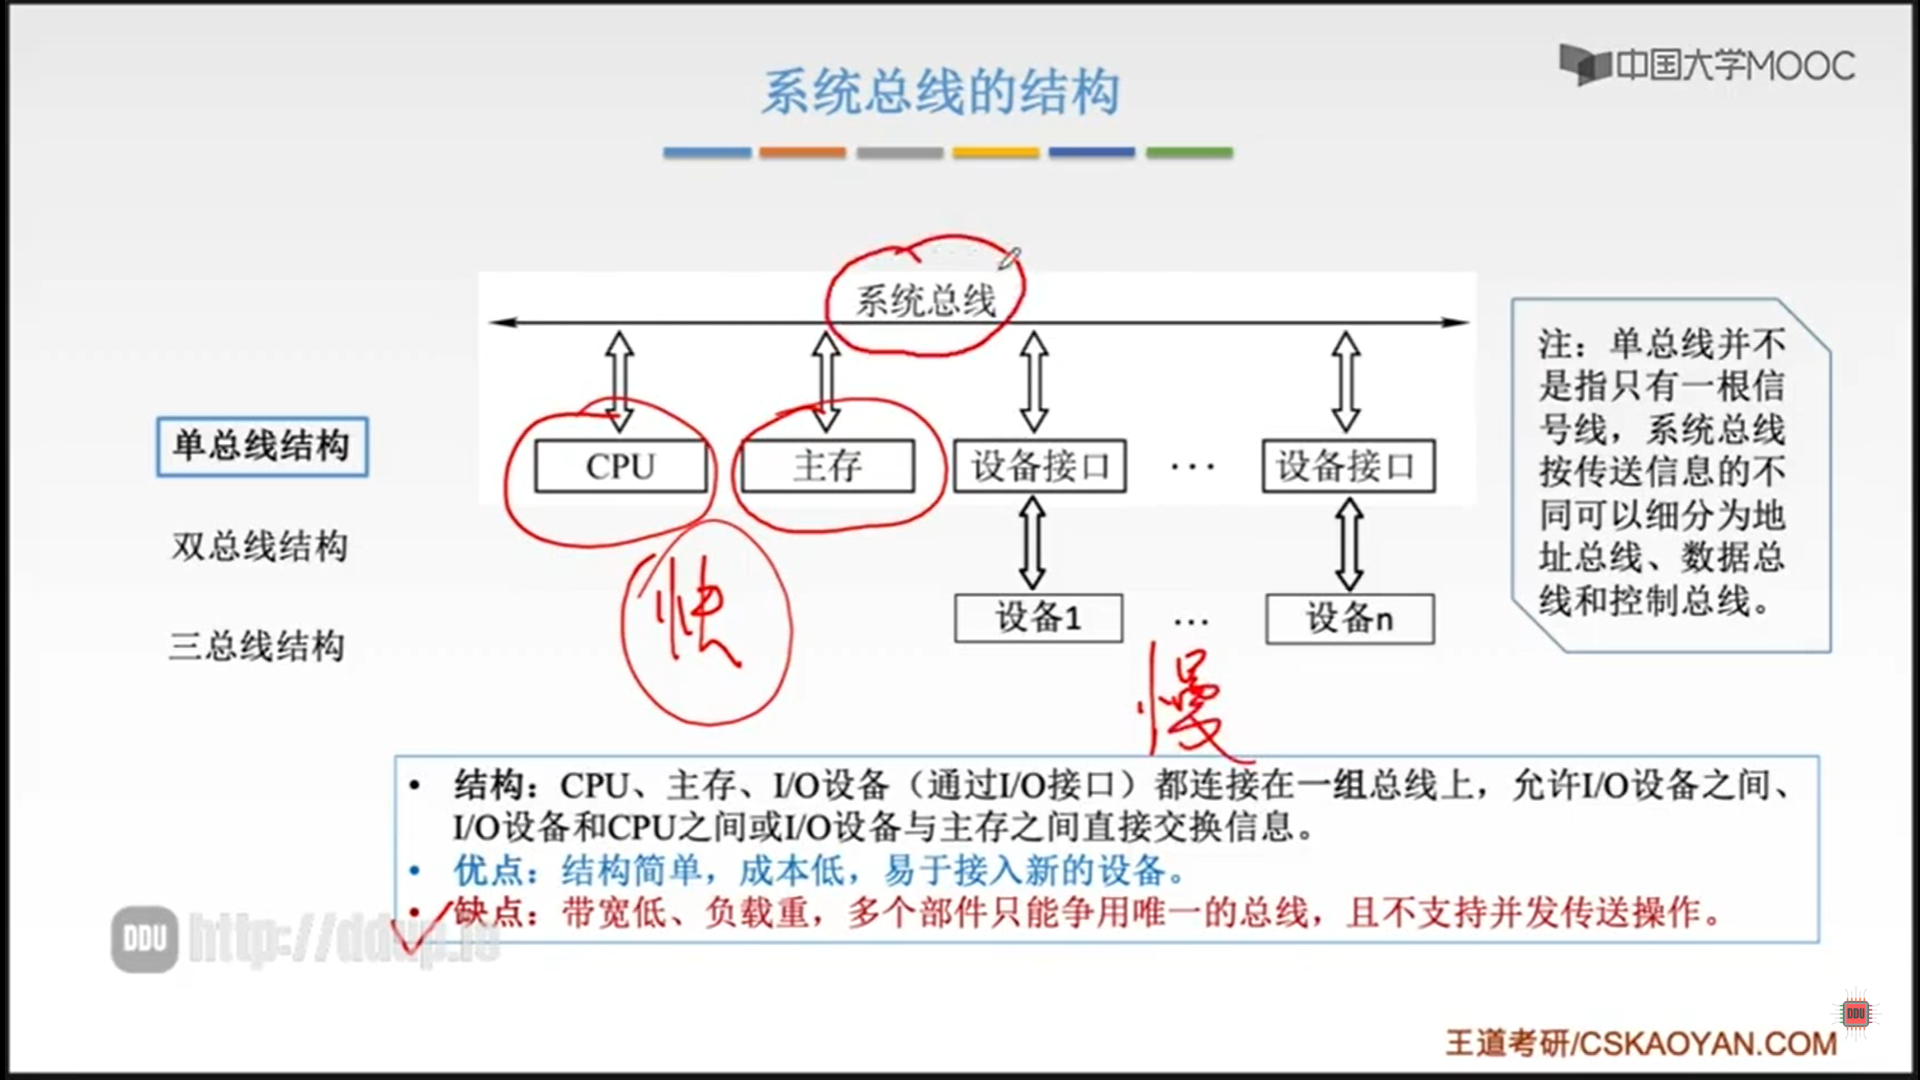 中国大学MOOC
系统总线的结构
系统总线
CPU
主存
设备接口
···
设备接口
设备1
···
设备n
快
慢
单总线结构
双总线结构
三总线结构
注：单总线并不
是指只有一根信
号线，系统总线
按传送信息的不
同可以细分为地
址总线、数据总
线和控制总线。
• 结构：CPU、主存、I/O设备（通过I/O接口）都连接在一组总线上，允许I/O设备之间、
I/O设备和CPU之间或I/O设备与主存之间直接交换信息。
• 优点：结构简单，成本低，易于接入新的设备。
• 缺点：带宽低、负载重，多个部件只能争用唯一的总线，且不支持并发传送操作。
DDU http://ddup.io
DDU
王道考研/CSKAOYAN.COM